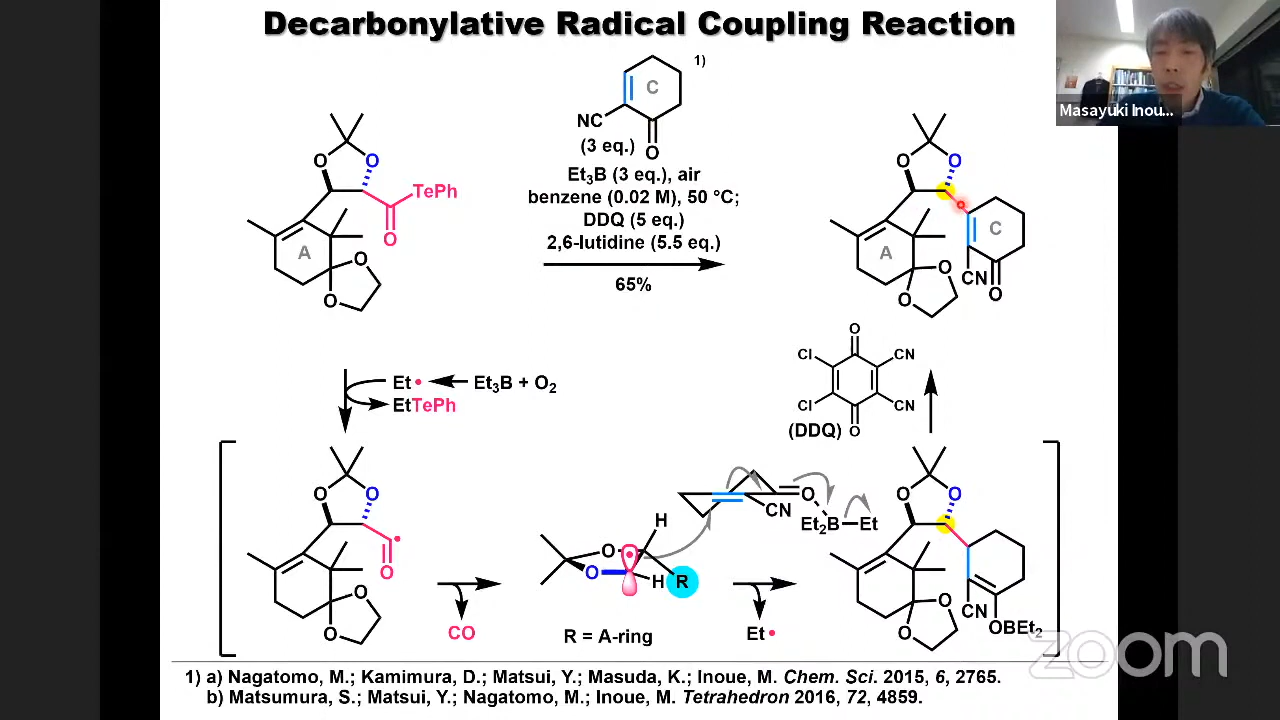 Decarbonylative Radical Coupling Reaction
Masayuki Inou...
1)
C
NC
O
(3 eq.)
Et₃B (3 eq.), air
benzene (0.02 M), 50 °C;
DDQ (5 eq.)
2,6-lutidine (5.5 eq.)
65%
O O
TePh
O
A
O
O
O O
C
A
O
O
CN
O
Et• Et₃B + O₂
EtTePh
O
Cl CN
Cl CN
(DDQ) O
O O
O
O
O
CO
H
O
O
H R
R = A-ring
O
CN
Et₂B Et
Et•
O O
O
O
CN
OBEt₂
zoom
1) a) Nagatomo, M.; Kamimura, D.; Matsui, Y.; Masuda, K.; Inoue, M. Chem. Sci. 2015, 6, 2765.
b) Matsumura, S.; Matsui, Y.; Nagatomo, M.; Inoue, M. Tetrahedron 2016, 72, 4859.